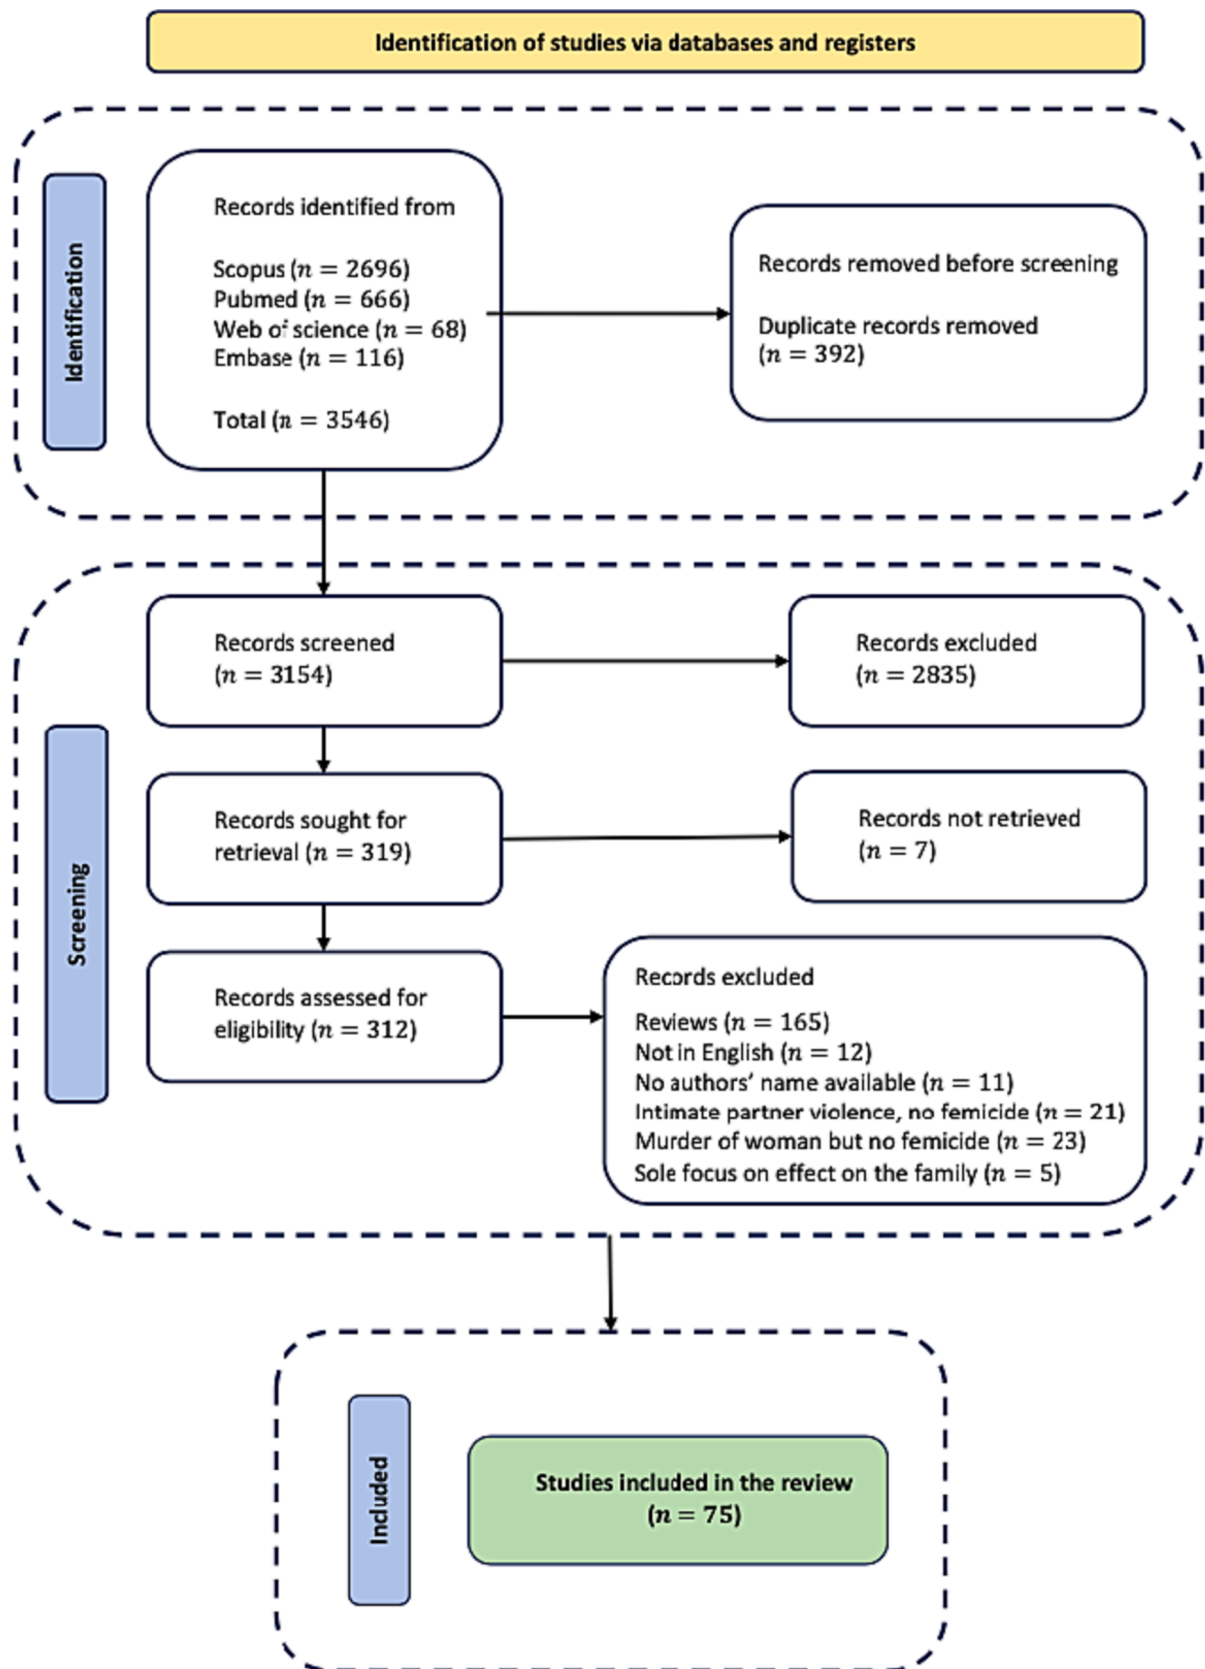 Identification of studies via databases and registers
Identification
Records identified from
Scopus (n = 2696)
Pubmed (n = 666)
Web of science (n = 68)
Embase (n = 116)
Total (n = 3546)
Records removed before screening
Duplicate records removed
(n = 392)
Screening
Records screened
(n = 3154)
Records excluded
(n = 2835)
Records sought for
retrieval (n = 319)
Records not retrieved
(n = 7)
Records assessed for
eligibility (n = 312)
Records excluded
Reviews (n = 165)
Not in English (n = 12)
No authors' name available (n = 11)
Intimate partner violence, no femicide (n = 21)
Murder of woman but no femicide (n = 23)
Sole focus on effect on the family (n = 5)
Included
Studies included in the review
(n = 75)